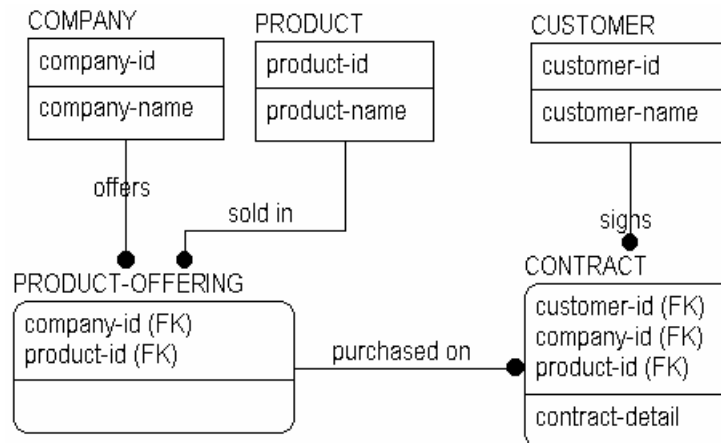 COMPANY
company-id
company-name
PRODUCT
product-id
product-name
CUSTOMER
customer-id
customer-name
offers
sold in
signs
PRODUCT-OFFERING
company-id (FK)
product-id (FK)
purchased on
CONTRACT
customer-id (FK)
company-id (FK)
product-id (FK)
contract-detail